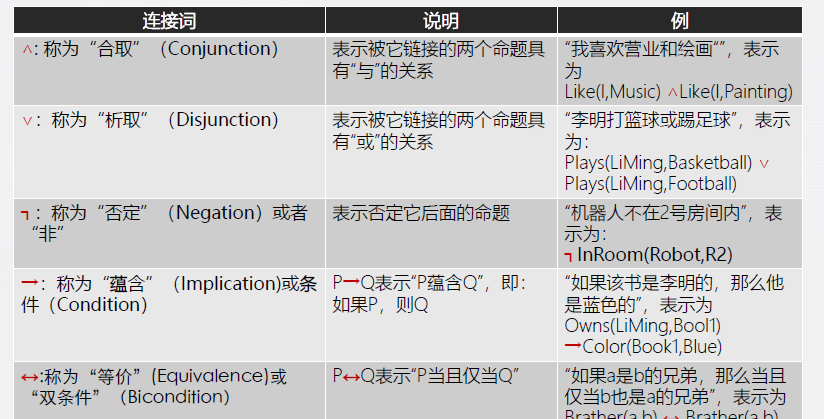 连接词 说明 例
∧: 称为“合取”（Conjunction） 表示被它链接的两个命题具 “我喜欢营业和绘画“”，表示
有“与”的关系 为
Like(I,Music) ∧Like(I,Painting)
∨：称为“析取”（Disjunction） 表示被它链接的两个命题具 “李明打篮球或踢足球”，表示
有“或”的关系 为：
Plays(LiMing,Basketball) ∨
Plays(LiMing,Football)
┓：称为“否定”（Negation）或者 表示否定它后面的命题 “机器人不在2号房间内”，表
“非” 示为：
┓InRoom(Robot,R2)
→：称为“蕴含”（Implication)或条 P→Q表示“P蕴含Q”，即： “如果该书是李明的，那么他
件（Condition） 如果P，则Q 是蓝色的”，表示为
Owns(LiMing,Bool1)
→Color(Book1,Blue)
↔:称为“等价”(Equivalence)或 P↔Q表示“P当且仅当Q” “如果a是b的兄弟，那么当且
“双条件”（Bicondition） 仅当b也是a的兄弟”，表示为
Brather(a,b) ↔ Brather(a,b)